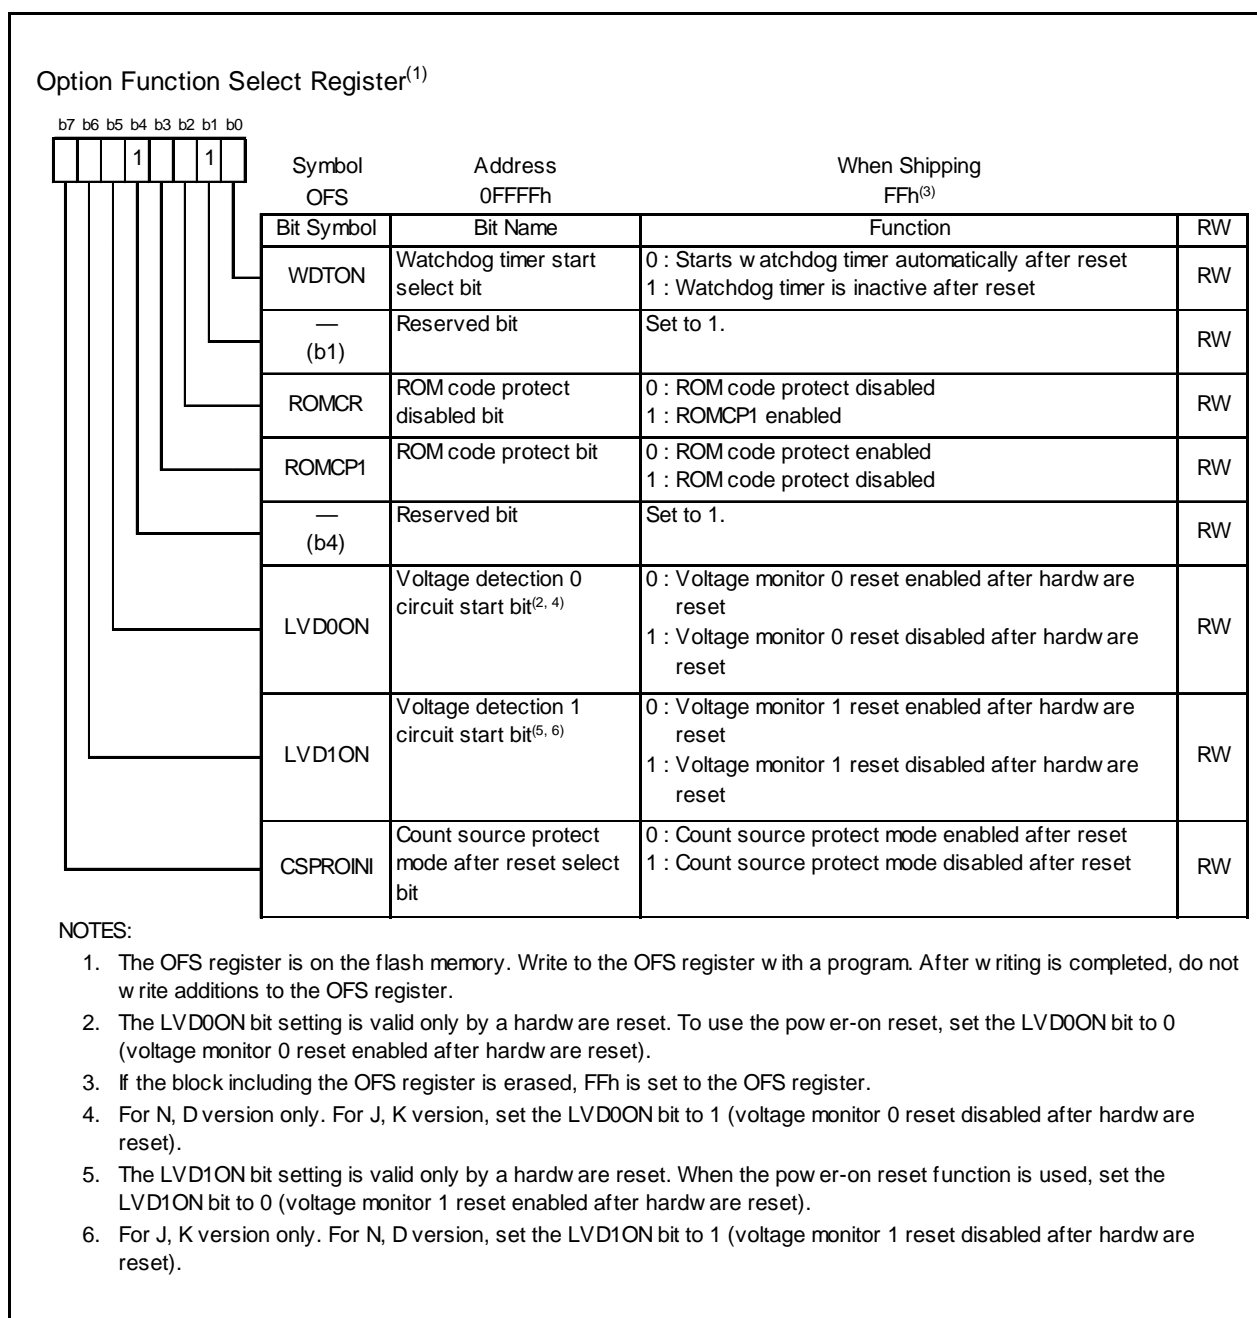 Option Function Select Register(1)
b7 b6 b5 b4 b3 b2 b1 b0
1 1
Symbol Address When Shipping
OFS 0FFFFh FFh(3)
Bit Symbol Bit Name Function RW
WDTON Watchdog timer start select bit 0 : Starts watchdog timer automatically after reset RW
1 : Watchdog timer is inactive after reset
— (b1) Reserved bit Set to 1. RW
ROMCR ROM code protect disabled bit 0 : ROM code protect disabled RW
1 : ROMCP1 enabled
ROMCP1 ROM code protect bit 0 : ROM code protect enabled RW
1 : ROM code protect disabled
— (b4) Reserved bit Set to 1. RW
LVD0ON Voltage detection 0 circuit start bit(2, 4) 0 : Voltage monitor 0 reset enabled after hardware reset RW
1 : Voltage monitor 0 reset disabled after hardware reset
LVD1ON Voltage detection 1 circuit start bit(5, 6) 0 : Voltage monitor 1 reset enabled after hardware reset RW
1 : Voltage monitor 1 reset disabled after hardware reset
CSPROINI Count source protect mode after reset select bit 0 : Count source protect mode enabled after reset RW
1 : Count source protect mode disabled after reset
NOTES:
1. The OFS register is on the flash memory. Write to the OFS register with a program. After writing is completed, do not
write additions to the OFS register.
2. The LVD0ON bit setting is valid only by a hardware reset. To use the power-on reset, set the LVD0ON bit to 0
(voltage monitor 0 reset enabled after hardware reset).
3. If the block including the OFS register is erased, FFh is set to the OFS register.
4. For N, D version only. For J, K version, set the LVD0ON bit to 1 (voltage monitor 0 reset disabled after hardware
reset).
5. The LVD1ON bit setting is valid only by a hardware reset. When the power-on reset function is used, set the
LVD1ON bit to 0 (voltage monitor 1 reset enabled after hardware reset).
6. For J, K version only. For N, D version, set the LVD1ON bit to 1 (voltage monitor 1 reset disabled after hardware
reset).